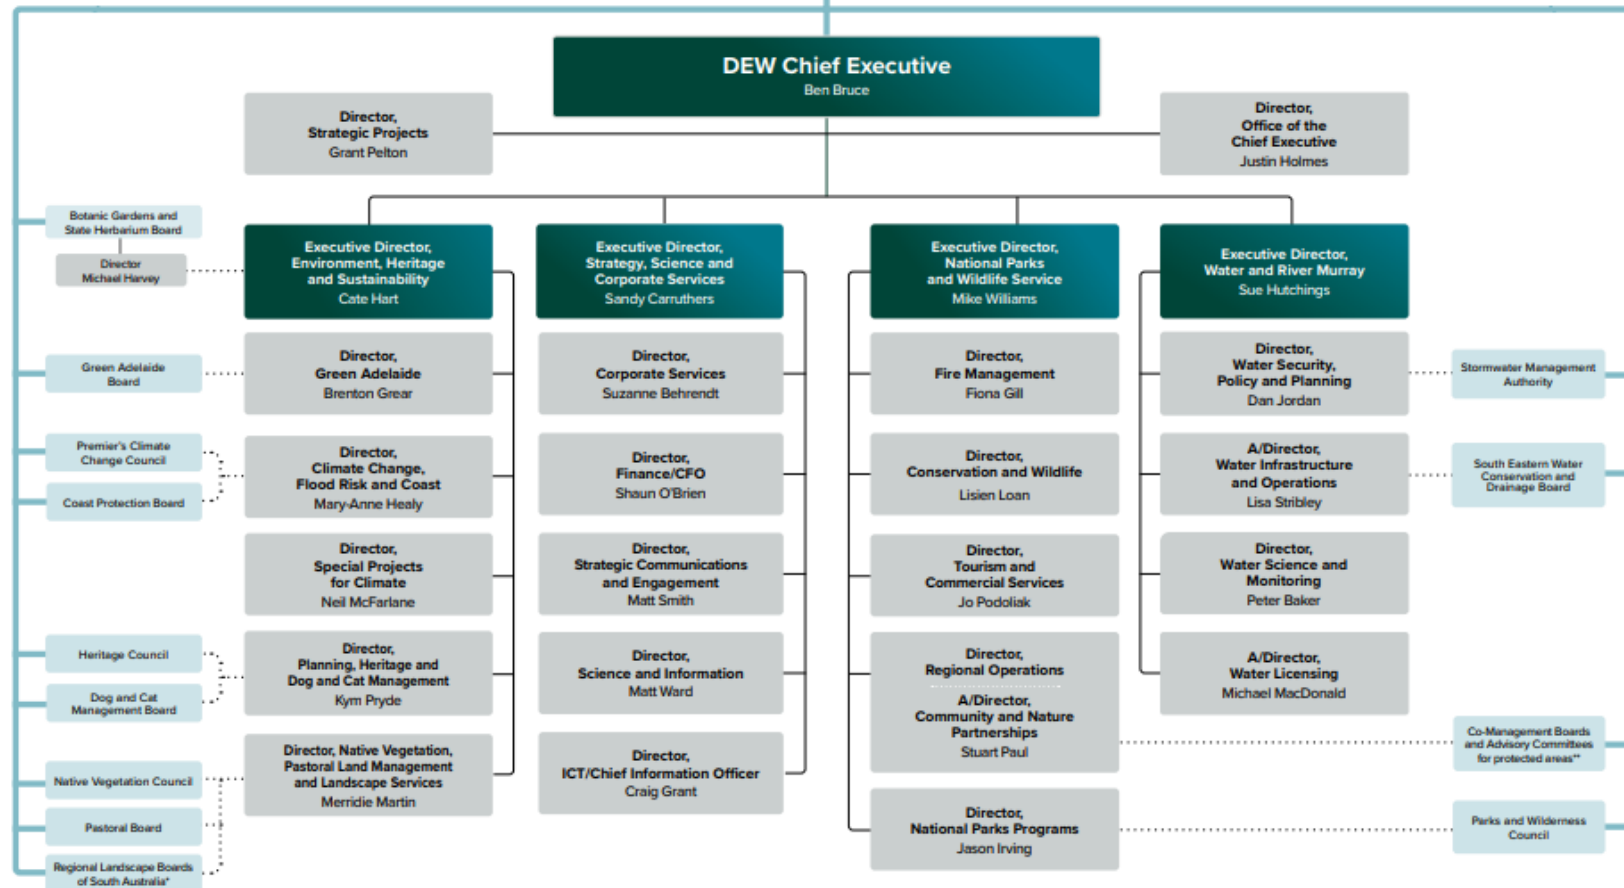 DEW Chief Executive
Ben Bruce
Director,
Strategic Projects
Grant Pelton
Director,
Office of the
Chief Executive
Justin Holmes
Botanic Gardens and
State Herbarium Board
Director
Michael Harvey
Executive Director,
Environment, Heritage
and Sustainability
Cate Hart
Executive Director,
Strategy, Science and
Corporate Services
Sandy Carruthers
Executive Director,
National Parks
and Wildlife Service
Mike Williams
Executive Director,
Water and River Murray
Sue Hutchings
Green Adelaide
Board
Director,
Green Adelaide
Brenton Grear
Director,
Corporate Services
Suzanne Behrendt
Director,
Fire Management
Fiona Gill
Director,
Water Security,
Policy and Planning
Dan Jordan
Stormwater Management
Authority
Premier's Climate
Change Council
Coast Protection Board
Director,
Climate Change,
Flood Risk and Coast
Mary-Anne Healy
Director,
Finance/CFO
Shaun O'Brien
Director,
Conservation and Wildlife
Lisien Loan
A/Director,
Water Infrastructure
and Operations
Lisa Stribley
South Eastern Water
Conservation and
Drainage Board
Director,
Special Projects
for Climate
Neil McFarlane
Director,
Strategic Communications
and Engagement
Matt Smith
Director,
Tourism and
Commercial Services
Jo Podoliak
Director,
Water Science and
Monitoring
Peter Baker
Heritage Council
Dog and Cat
Management Board
Director,
Planning, Heritage and
Dog and Cat Management
Kym Pryde
Director,
Science and Information
Matt Ward
Director,
Regional Operations
A/Director,
Community and Nature
Partnerships
Stuart Paul
A/Director,
Water Licensing
Michael MacDonald
Co-Management Boards
and Advisory Committees
for protected areas**
Native Vegetation Council
Pastoral Board
Regional Landscape Boards
of South Australia*
Director, Native Vegetation,
Pastoral Land Management
and Landscape Services
Merridie Martin
Director,
ICT/Chief Information Officer
Craig Grant
Director,
National Parks Programs
Jason Irving
Parks and Wilderness
Council